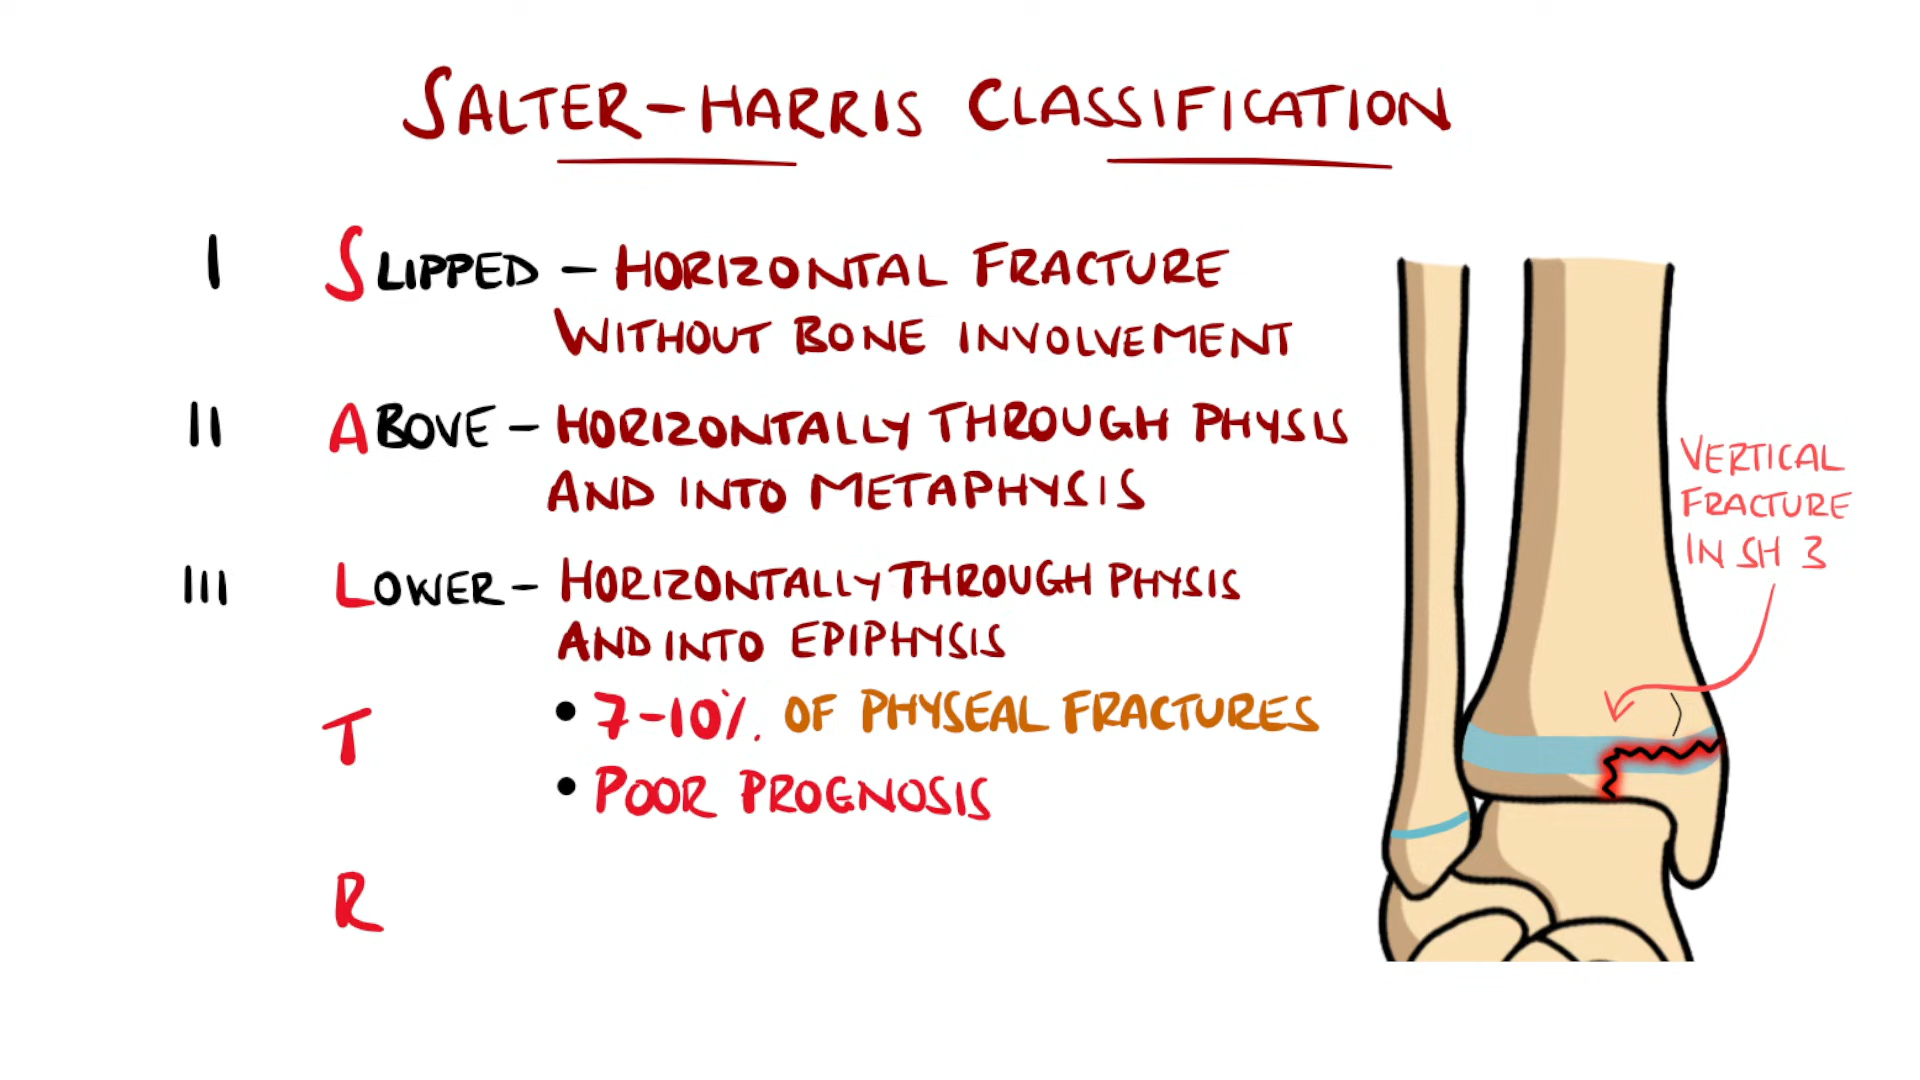 SALTER-HARRIS CLASSIFICATION
I SLIPPED – HORIZONTAL FRACTURE
WITHOUT BONE INVOLVEMENT
II ABOVE – HORIZONTALLY THROUGH PHYSIS
AND INTO METAPHYSIS
III LOWER – HORIZONTALLY THROUGH PHYSIS
AND INTO EPIPHYSIS
T • 7-10% OF PHYSEAL FRACTURES
• POOR PROGNOSIS
R
VERTICAL
FRACTURE
IN SH 3